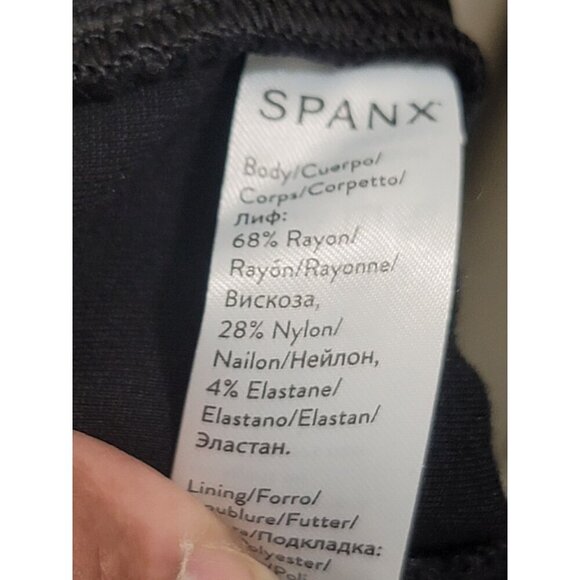 SPANX
Body/Cuerpo/
Corps/Corpetto/
Лиф:
68% Rayon/
Rayón/Rayonne/
Вискоза,
28% Nylon/
Nailon/Нейлон,
4% Elastane/
Elastano/Elastan/
Эластан.
Lining/Forro/
/Futter/
/Подкладка: